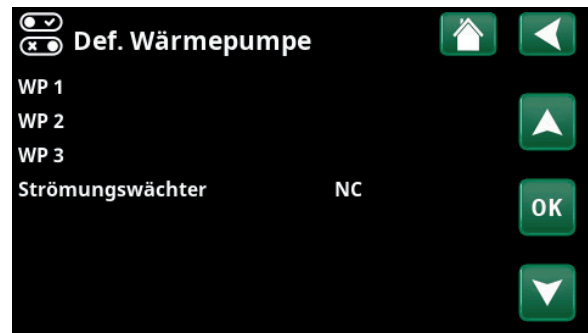 Def. Wärmepumpe
WP 1
WP 2
WP 3
Strömungswächter NC
OK